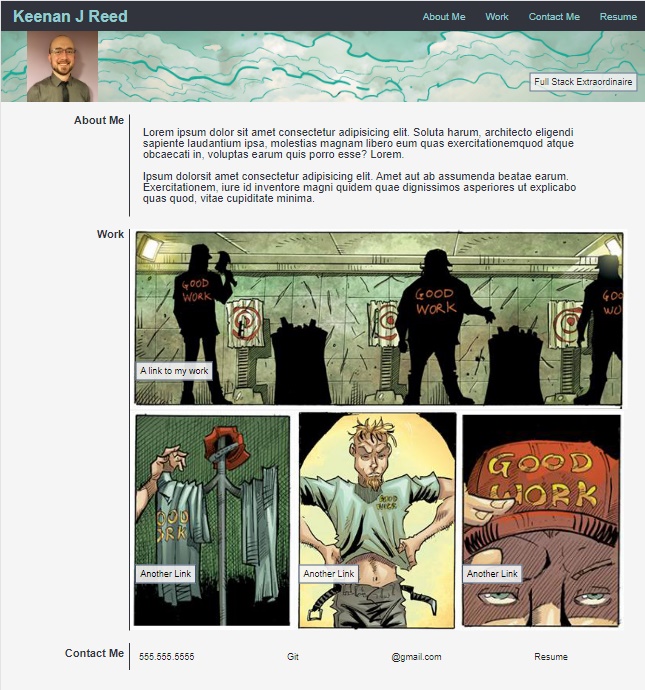 Keenan J Reed
About Me Work Contact Me Resume
Full Stack Extraordinaire
About Me
Lorem ipsum dolor sit amet consectetur adipisicing elit. Soluta harum, architecto eligendi
sapiente laudantium ipsa, molestias magnam libero eum quas exercitationemquod atque
obcaecati in, voluptas earum quis porro esse? Lorem.
Ipsum dolorsit amet consectetur adipisicing elit. Amet aut ab assumenda beatae earum.
Exercitationem, iure id inventore magni quidem quae dignissimos asperiores ut explicabo
quas quod, vitae cupiditate minima.
Work
GOOD
WORK
GOOD
WORK
GOO
WO
A link to my work
OOD
ORK
GOOD
WORK
GOOD
WORK
Another Link
Another Link
Another Link
Contact Me
555.555.5555 Git @gmail.com Resume